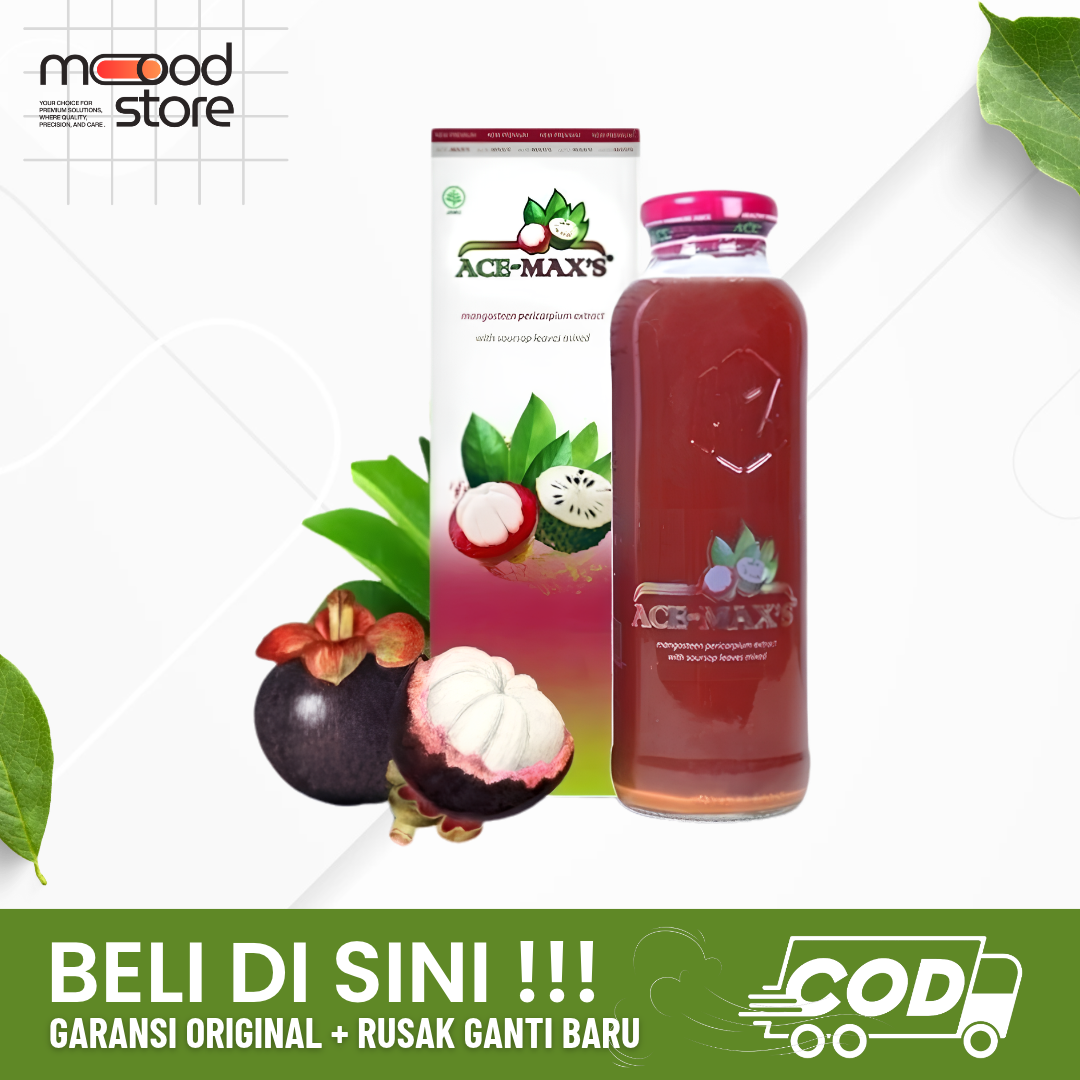 mood
store
YOUR CHOICE FOR
PREMIUM SOLUTIONS,
WHERE QUALITY,
PRECISION, AND CARE.
JAMU
ACE-MAX'S
mangosteen pericarpium extract
with soursop leaves mixed
ACE-
ACE-MAX'S
mangosteen pericarpium extract
with soursop leaves mixed
BELI DI SINI !!!
GARANSI ORIGINAL + RUSAK GANTI BARU
COD